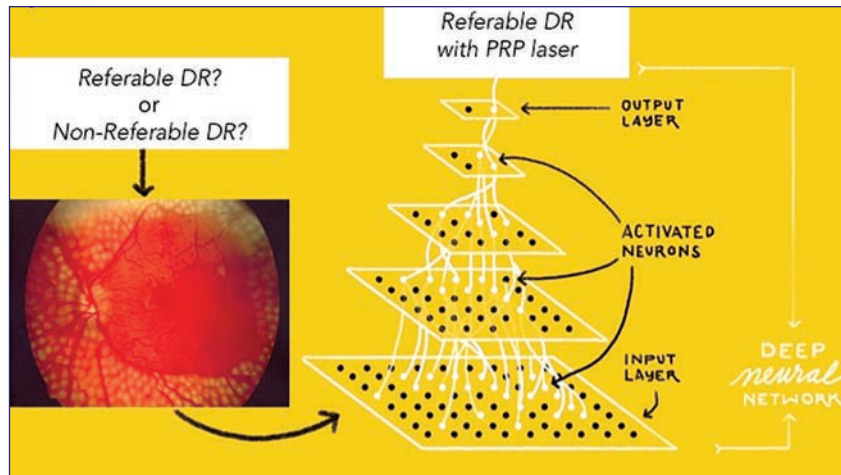 Referable DR?
or
Non-Referable DR?
Referable DR
with PRP laser
OUTPUT
LAYER
ACTIVATED
NEURONS
INPUT
LAYER
DEEP
neural
NETWORK